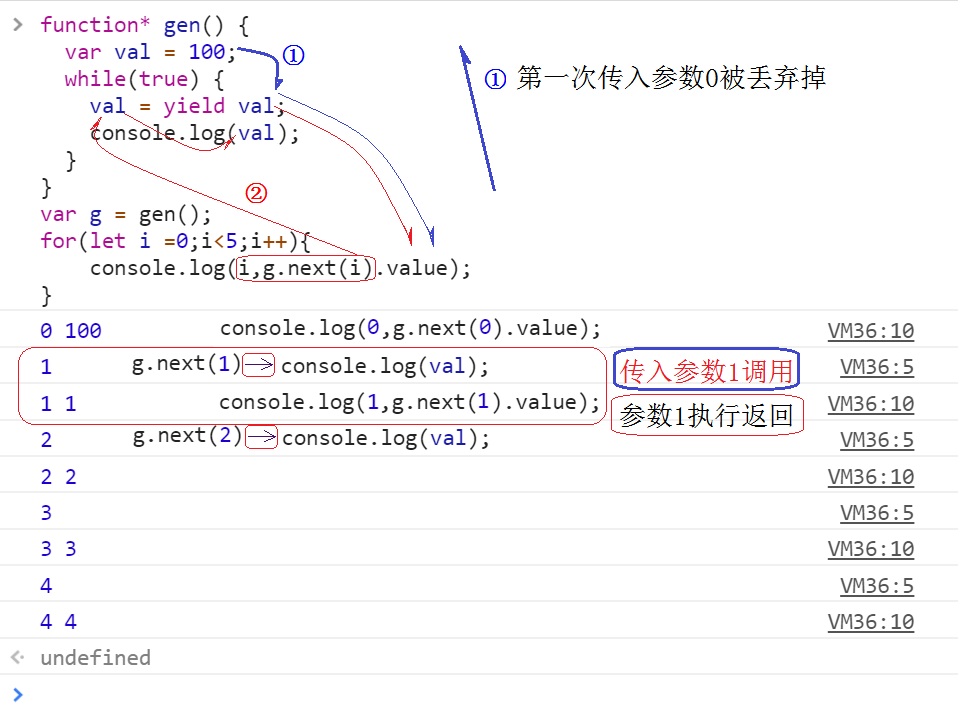 function* gen() {
var val = 100;
①
while(true) {
① 第一次传入参数0被丢弃掉
val = yield val;
console.log(val);
}
②
}
var g = gen();
for(let i =0;i<5;i++){
console.log(i,g.next(i).value);
}
0 100 console.log(0,g.next(0).value); VM36:10
1 g.next(1) console.log(val); 传入参数1调用 VM36:5
1 1 console.log(1,g.next(1).value); 参数1执行返回 VM36:10
2 g.next(2) console.log(val); VM36:5
2 2 VM36:10
3 VM36:5
3 3 VM36:10
4 VM36:5
4 4 VM36:10
undefined